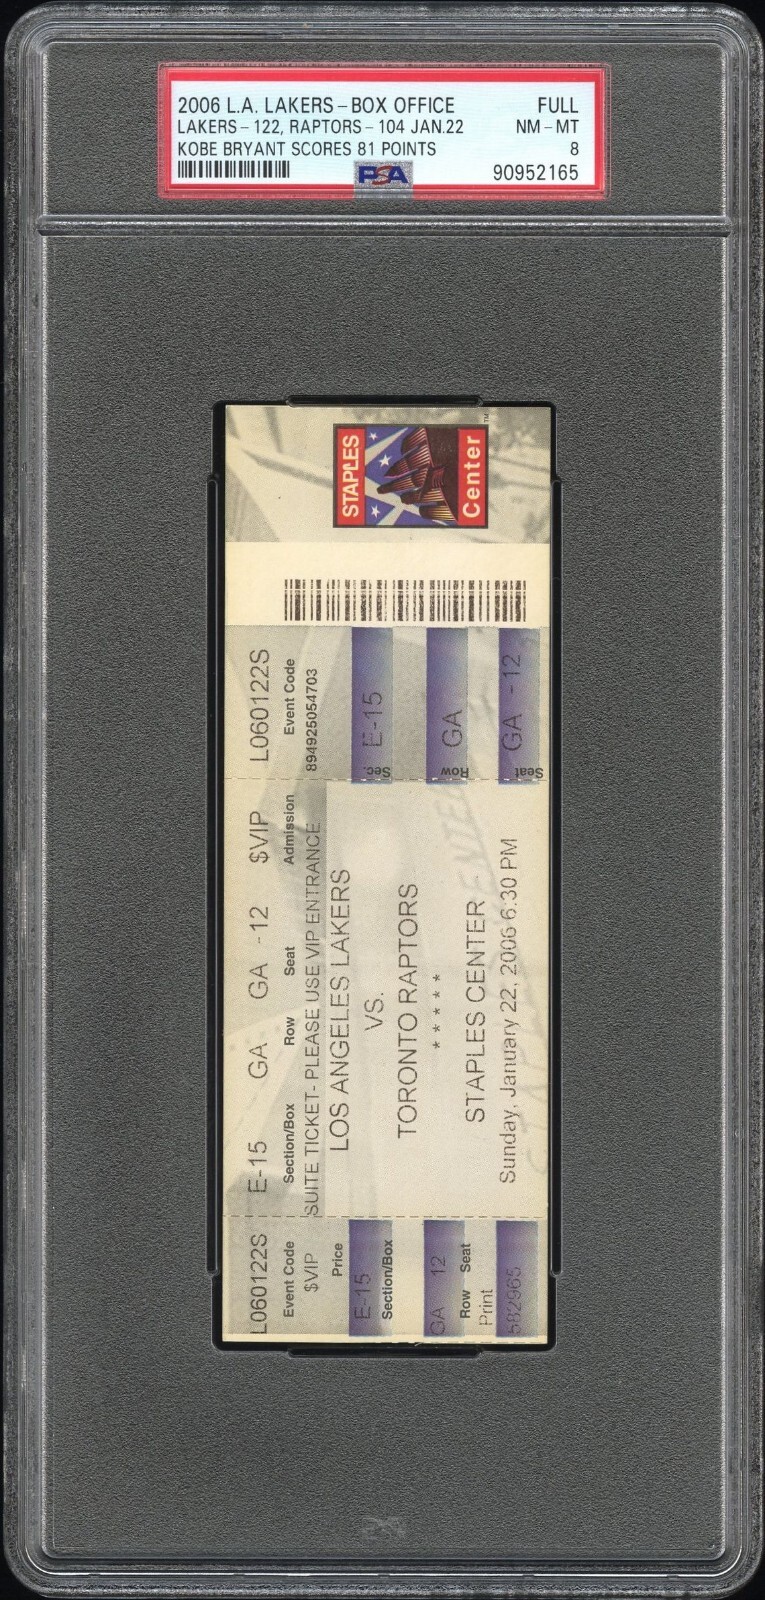 2006 L.A. LAKERS - BOX OFFICE FULL
LAKERS - 122, RAPTORS - 104 JAN.22 NM - MT
KOBE BRYANT SCORES 81 POINTS 8
PSA 90952165
STAPLES
Center
TM
L060122S
Event Code
894925054703
E-15
Sec.
GA
Row
GA -12
Seat
E-15 GA GA -12 $VIP
Section/Box Row Seat Admission
SUITE TICKET- PLEASE USE VIP ENTRANCE
LOS ANGELES LAKERS
VS.
TORONTO RAPTORS
* * * * *
STAPLES CENTER
Sunday, January 22, 2006 6:30 PM
L060122S
Event Code
$VIP
Price
E-15
Section/Box
GA 12
Row Seat
Print
582965